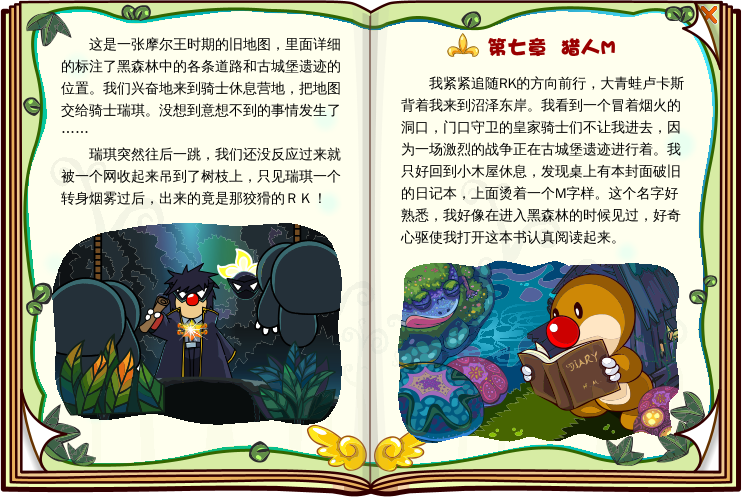 这是一张摩尔王时期的旧地图，里面详细
的标注了黑森林中的各条道路和古城堡遗迹的
位置。我们兴奋地来到骑士休息营地，把地图
交给骑士瑞琪。没想到意想不到的事情发生了
……
瑞琪突然往后一跳，我们还没反应过来就
被一个网收起来吊到了树枝上，只见瑞琪一个
转身烟雾过后，出来的竟是那狡猾的ＲＫ！
第七章 猎人M
我紧紧追随RK的方向前行，大青蛙卢卡斯
背着我来到沼泽东岸。我看到一个冒着烟火的
洞口，门口守卫的皇家骑士们不让我进去，因
为一场激烈的战争正在古城堡遗迹进行着。我
只好回到小木屋休息，发现桌上有本封面破旧
的日记本，上面烫着一个M字样。这个名字好
熟悉，我好像在进入黑森林的时候见过，好奇
心驱使我打开这本书认真阅读起来。
DIARY
M